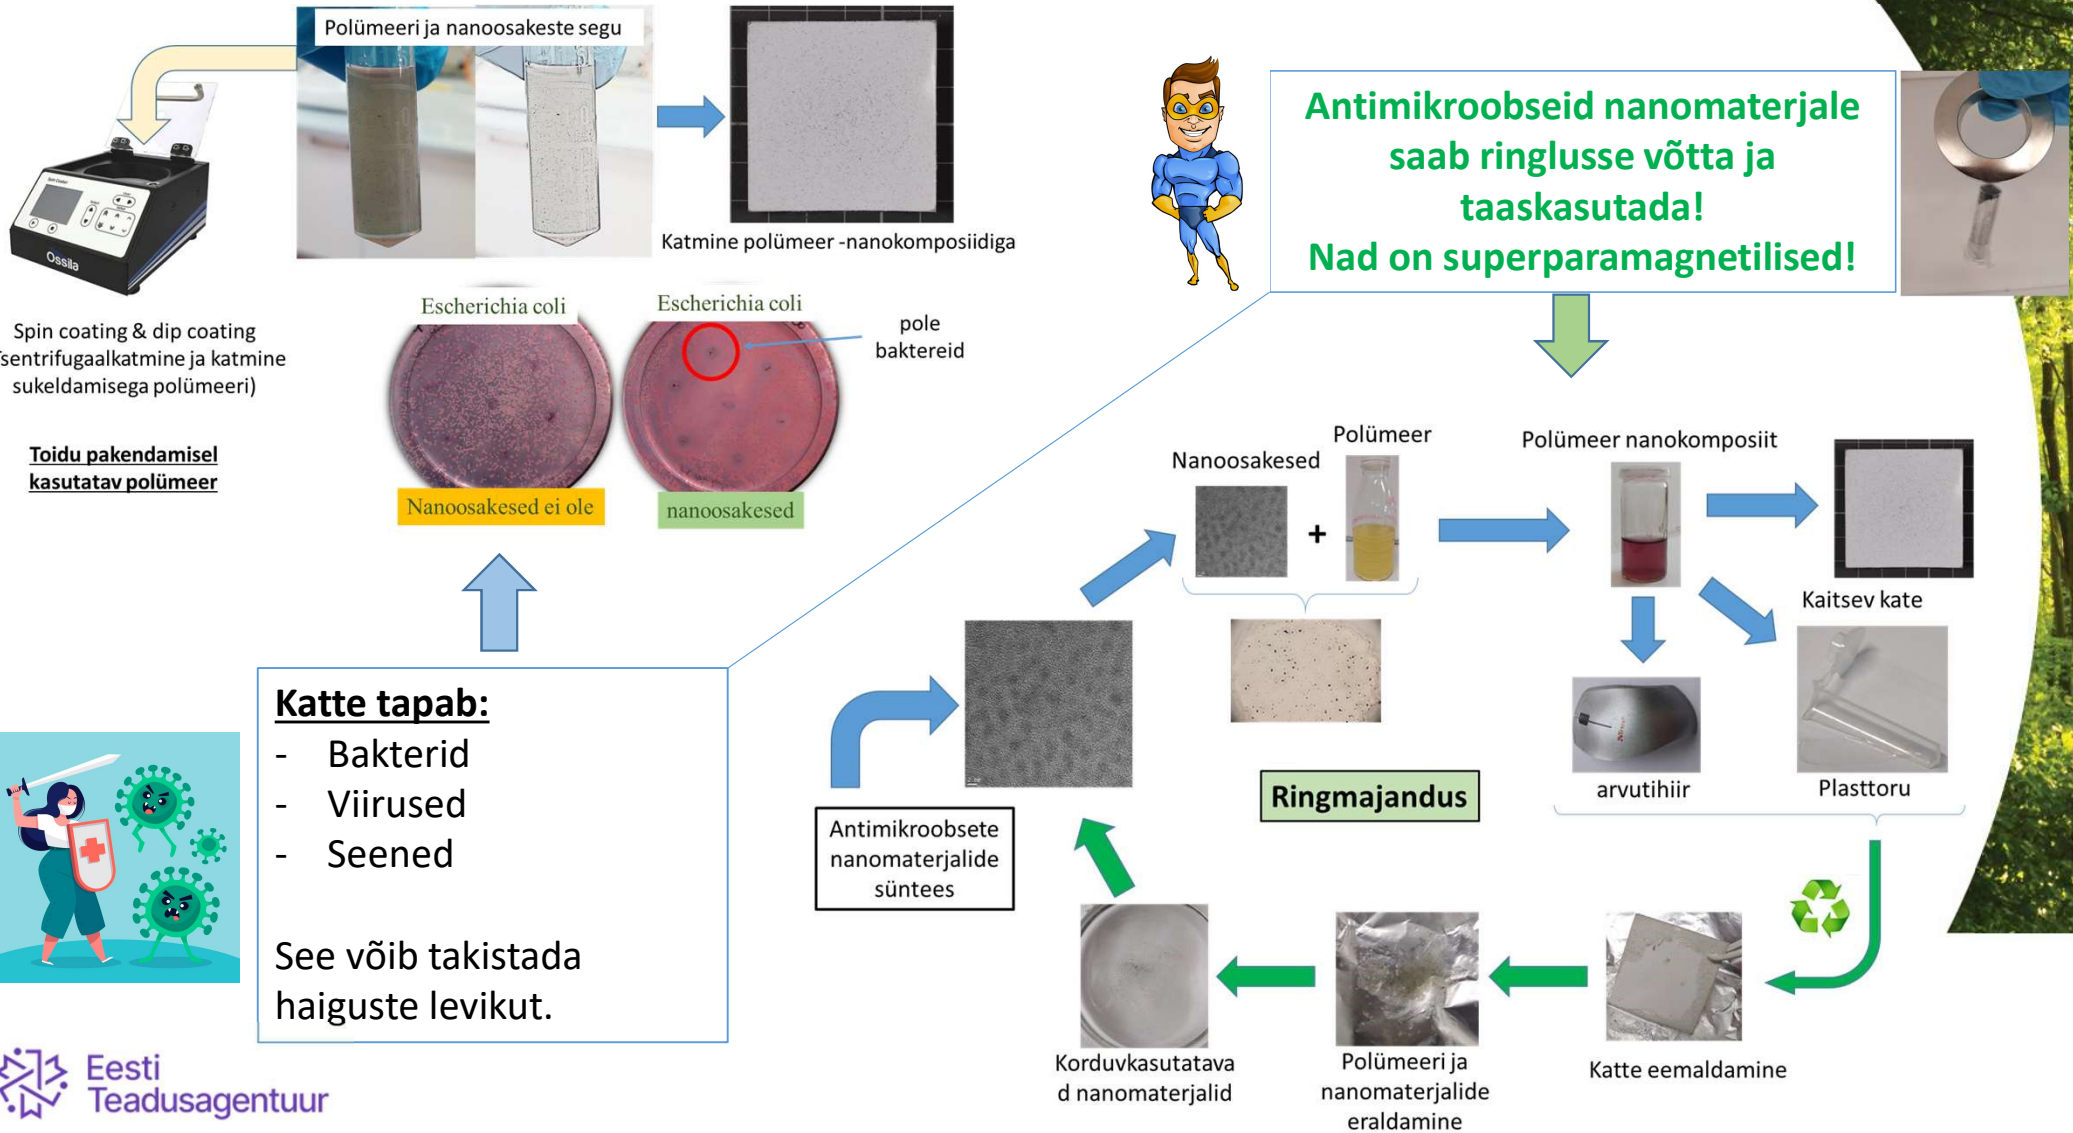 Polümeeri ja nanoosakeste segu
Katmine polümeer -nanokomposiidiga
Ossila
Spin coating & dip coating
sentrifugaalkatmine ja katmine
sukeldamisega polümeeri)
Toidu pakendamisel
kasutatav polümeer
Escherichia coli
Escherichia coli
pole
baktereid
Nanoosakesed ei ole
nanoosakesed
Katte tapab:
- Bakterid
- Viirused
- Seened
See võib takistada
haiguste levikut.
Eesti
Teadusagentuur
Antimikroobseid nanomaterjale
saab ringlusse võtta ja
taaskasutada!
Nad on superparamagnetilised!
Nanoosakesed
+
Polümeer
Polümeer nanokomposiit
Kaitsev kate
arvutihiir
Plasttoru
Ringmajandus
Antimikroobsete
nanomaterjalide
süntees
Korduvkasutatava
d nanomaterjalid
Polümeeri ja
nanomaterjalide
eraldamine
Katte eemaldamine